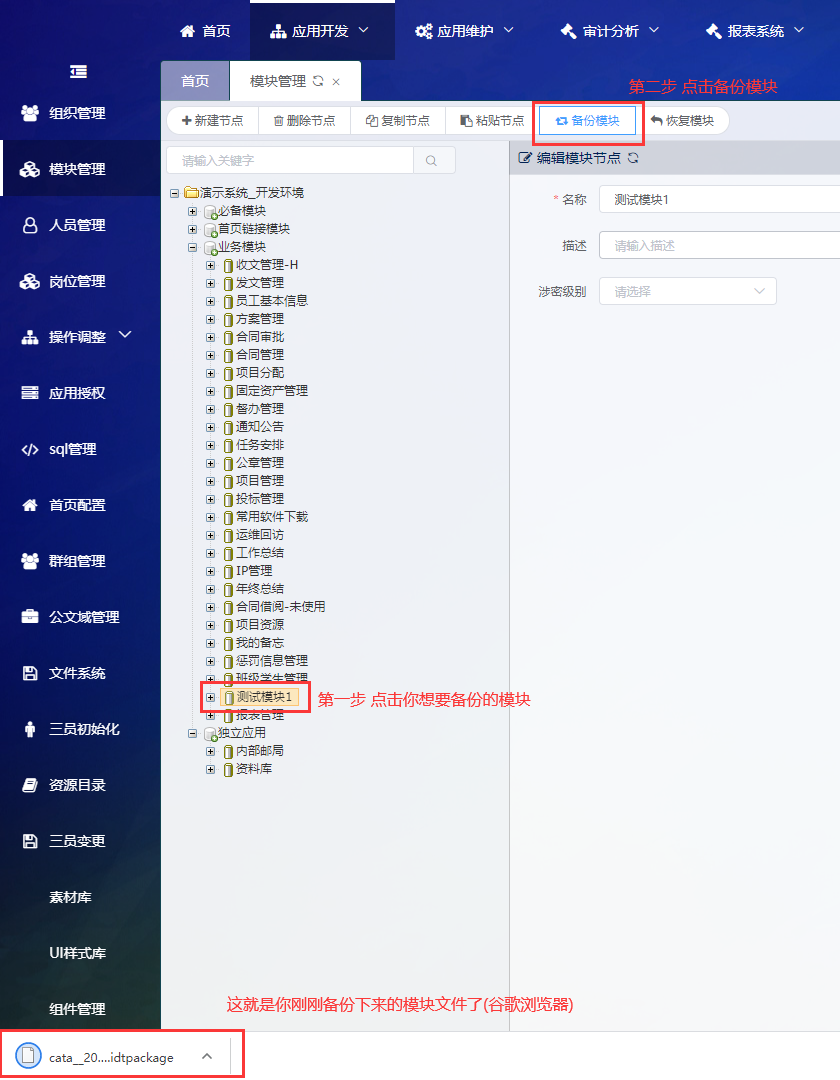 首页
应用开发
应用维护
审计分析
报表系统
首页
模块管理
第二步 点击备份模块
新建节点
删除节点
复制节点
粘贴节点
备份模块
恢复模块
组织管理
模块管理
人员管理
岗位管理
操作调整
应用授权
sql管理
首页配置
群组管理
公文域管理
文件系统
三员初始化
资源目录
三员变更
素材库
UI样式库
组件管理
请输入关键字
演示系统_开发环境
必备模块
首页链接模块
业务模块
收文管理-H
发文管理
员工基本信息
方案管理
合同审批
合同管理
项目分配
固定资产管理
督办管理
通知公告
任务安排
公章管理
项目管理
投标管理
常用软件下载
运维回访
工作总结
IP管理
年终总结
合同借阅-未使用
项目资源
我的备忘
惩罚信息管理
班级学生管理
测试模块1
第一步 点击你想要备份的模块
报表管理
独立应用
内部邮局
资料库
编辑模块节点
* 名称
测试模块1
描述
请输入描述
涉密级别
请选择
这就是你刚刚备份下来的模块文件了(谷歌浏览器)
cata__20....idtpackage